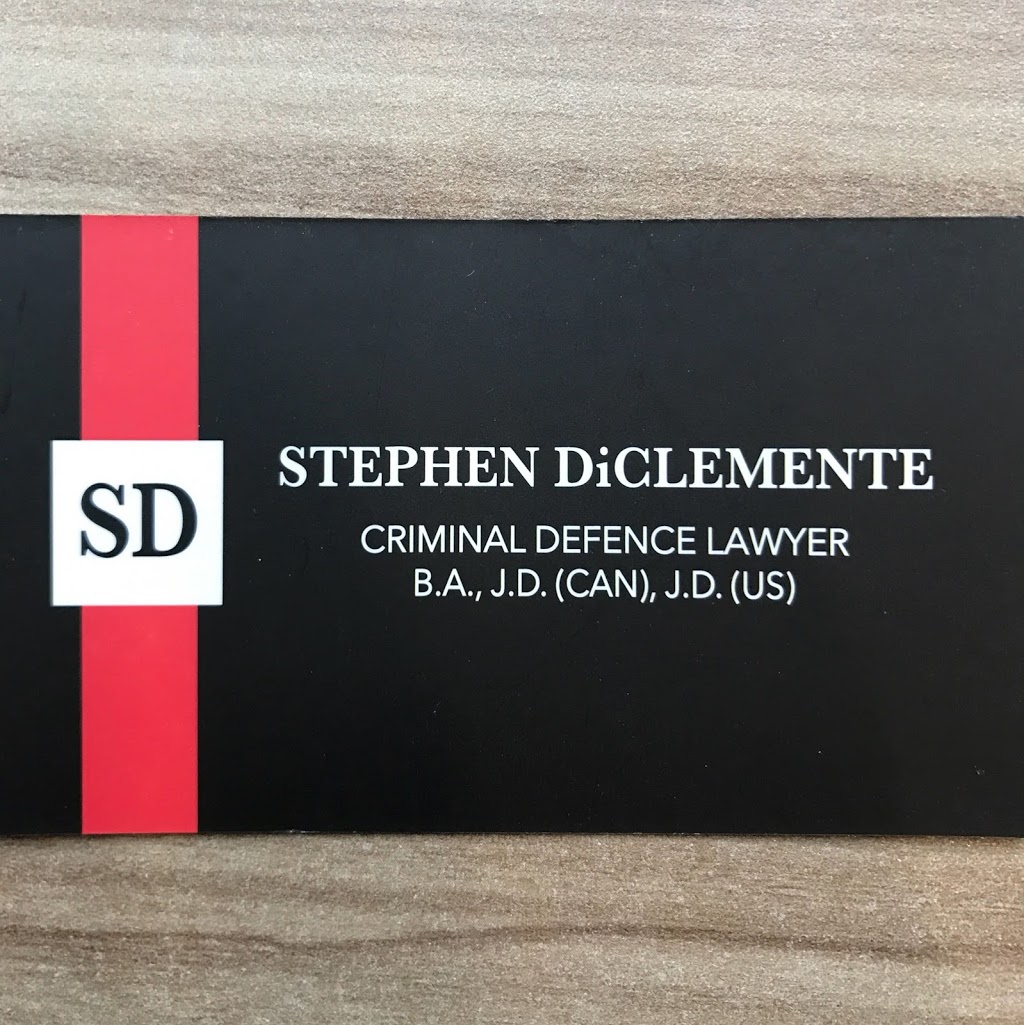 SD
STEPHEN DiCLEMENTE
CRIMINAL DEFENCE LAWYER
B.A., J.D. (CAN), J.D. (US)